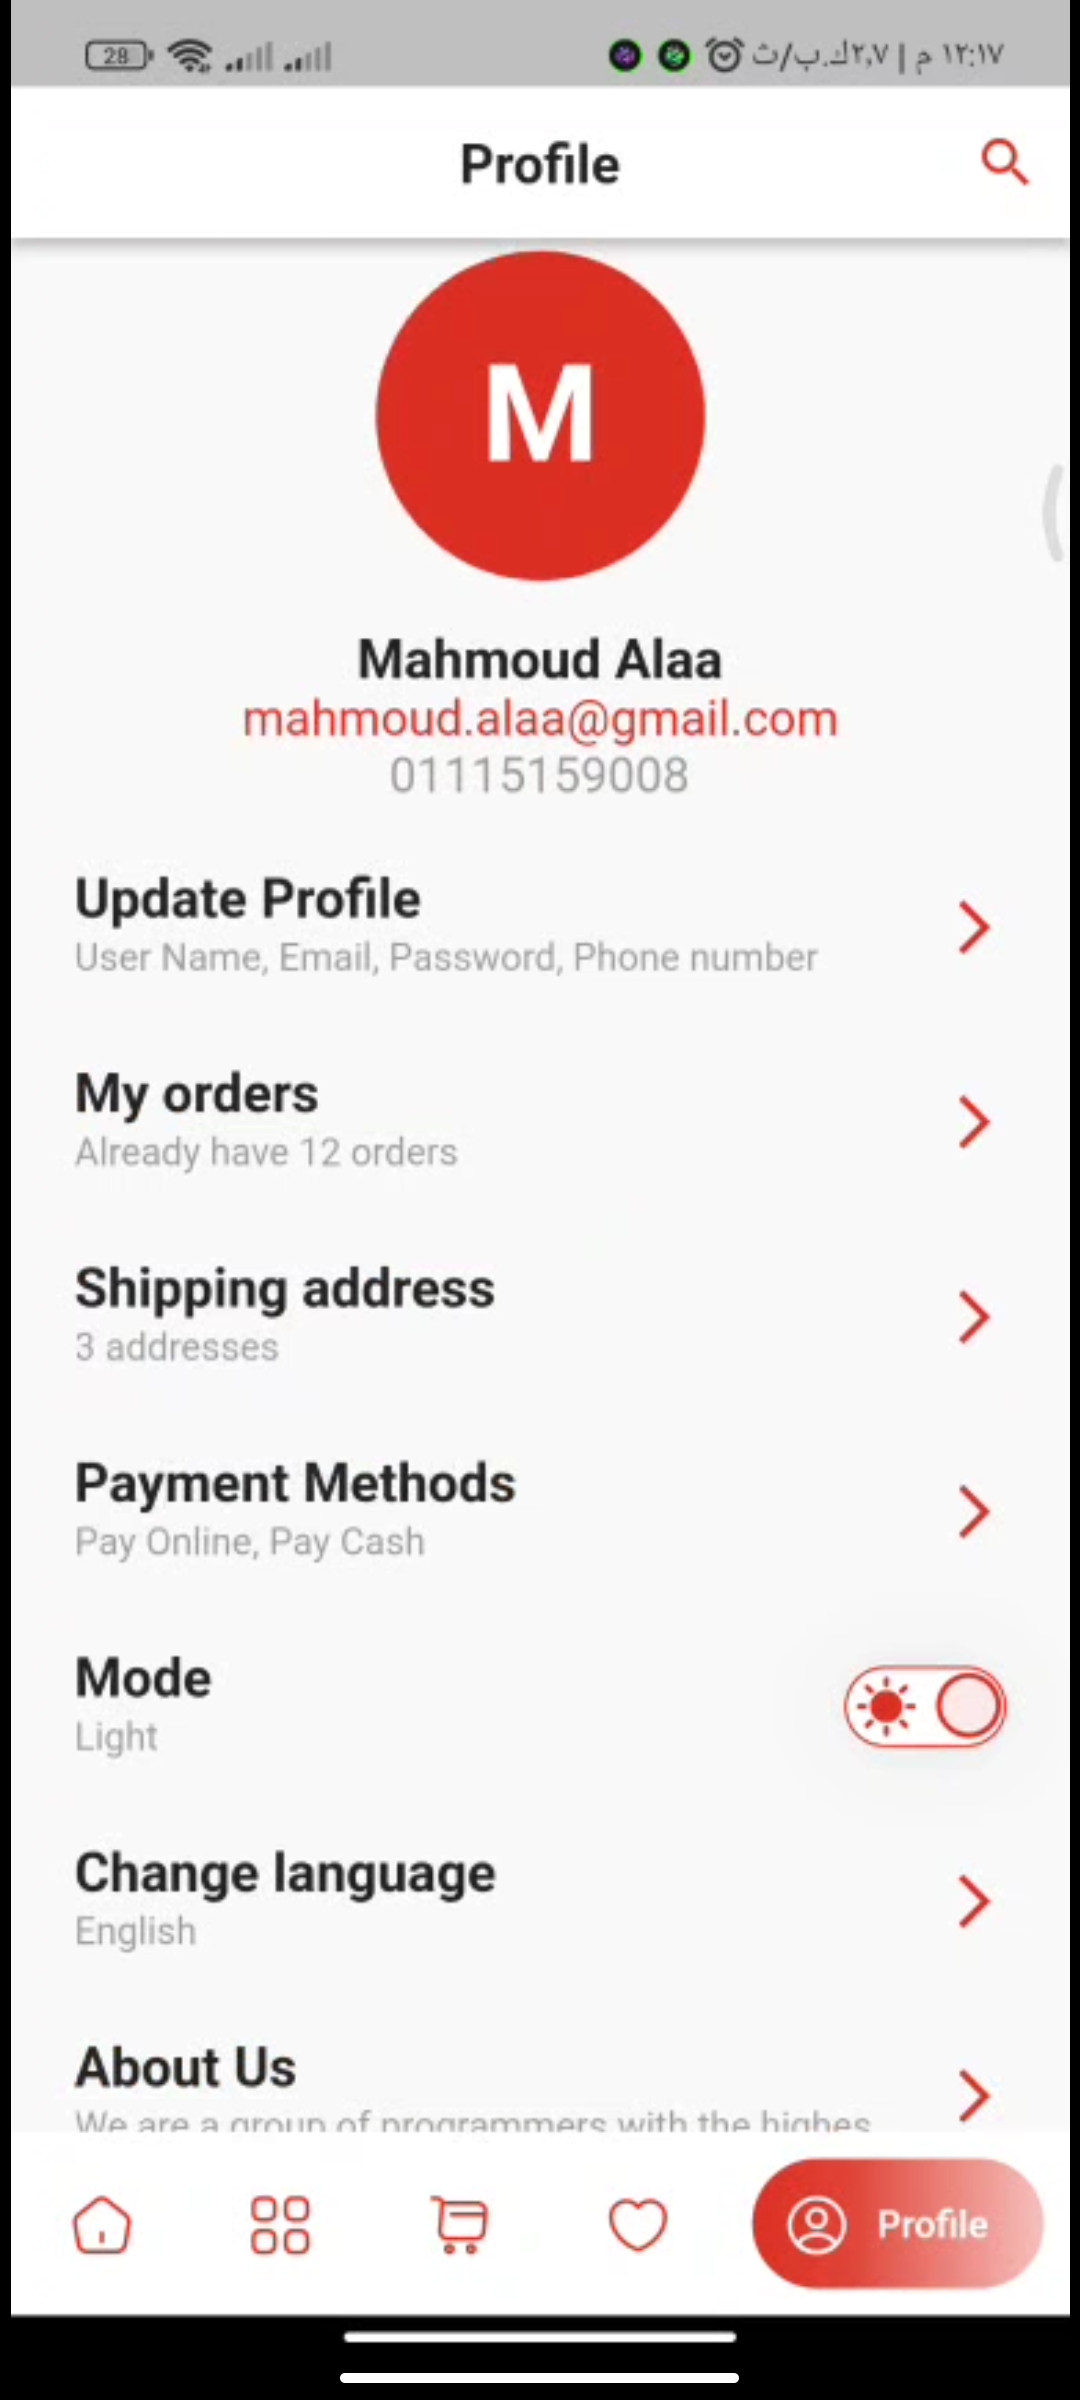 28 ١٢:١٧ م | ٢,٧ك.ب/ث
Profile
M
Mahmoud Alaa
mahmoud.alaa@gmail.com
01115159008
Update Profile
User Name, Email, Password, Phone number
My orders
Already have 12 orders
Shipping address
3 addresses
Payment Methods
Pay Online, Pay Cash
Mode
Light
Change language
English
About Us
We are a group of programmers with the highes
Profile